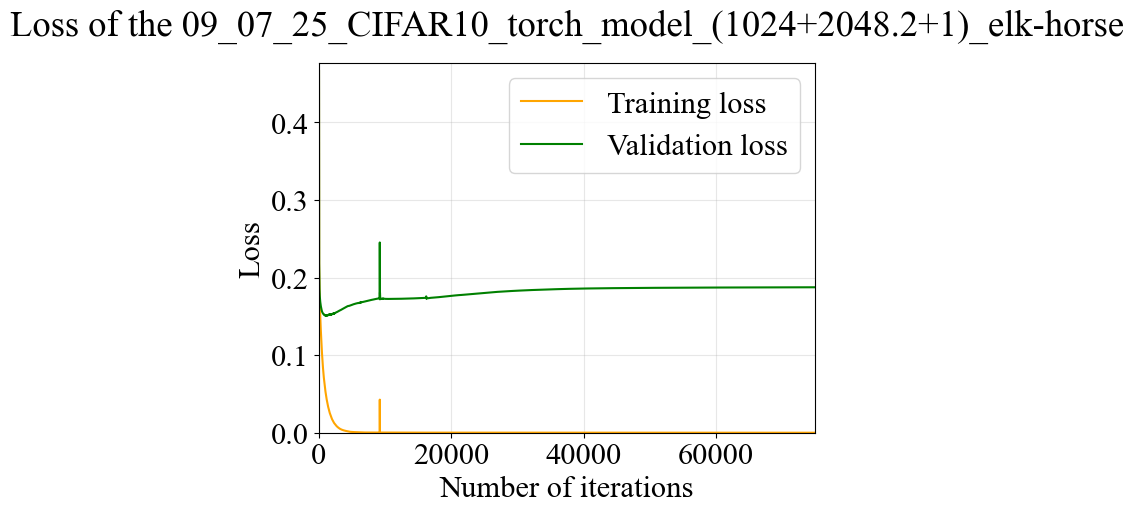 Loss of the 09_07_25_CIFAR10_torch_model_(1024+2048.2+1)_elk-horse
Training loss
Validation loss
Loss
0.4
0.3
0.2
0.1
0.0
0 20000 40000 60000
Number of iterations